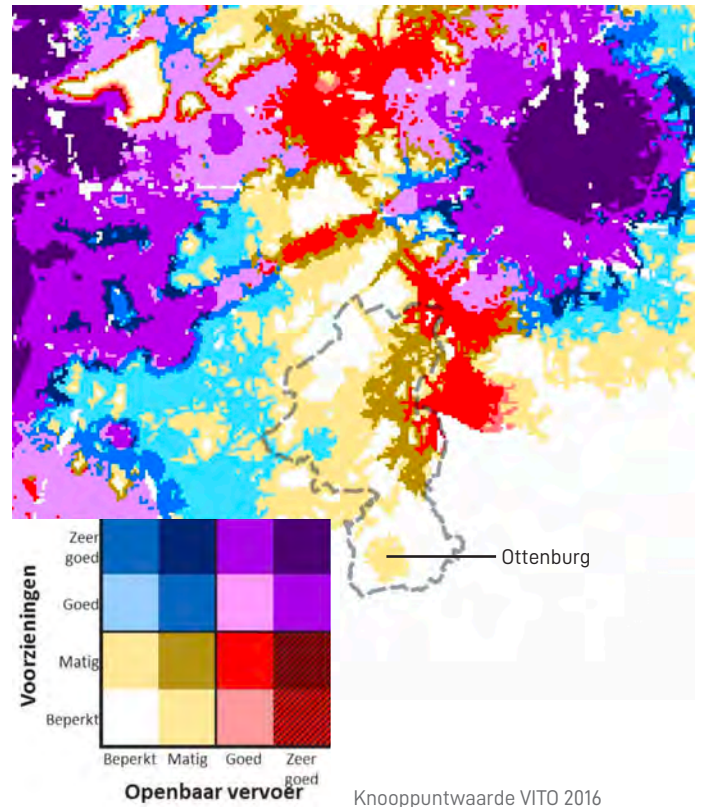 Ottenburg
Voorzieningen
Zeer
goed
Goed
Matig
Beperkt
Beperkt Matig Goed Zeer
goed
Openbaar vervoer
Knooppuntwaarde VITO 2016